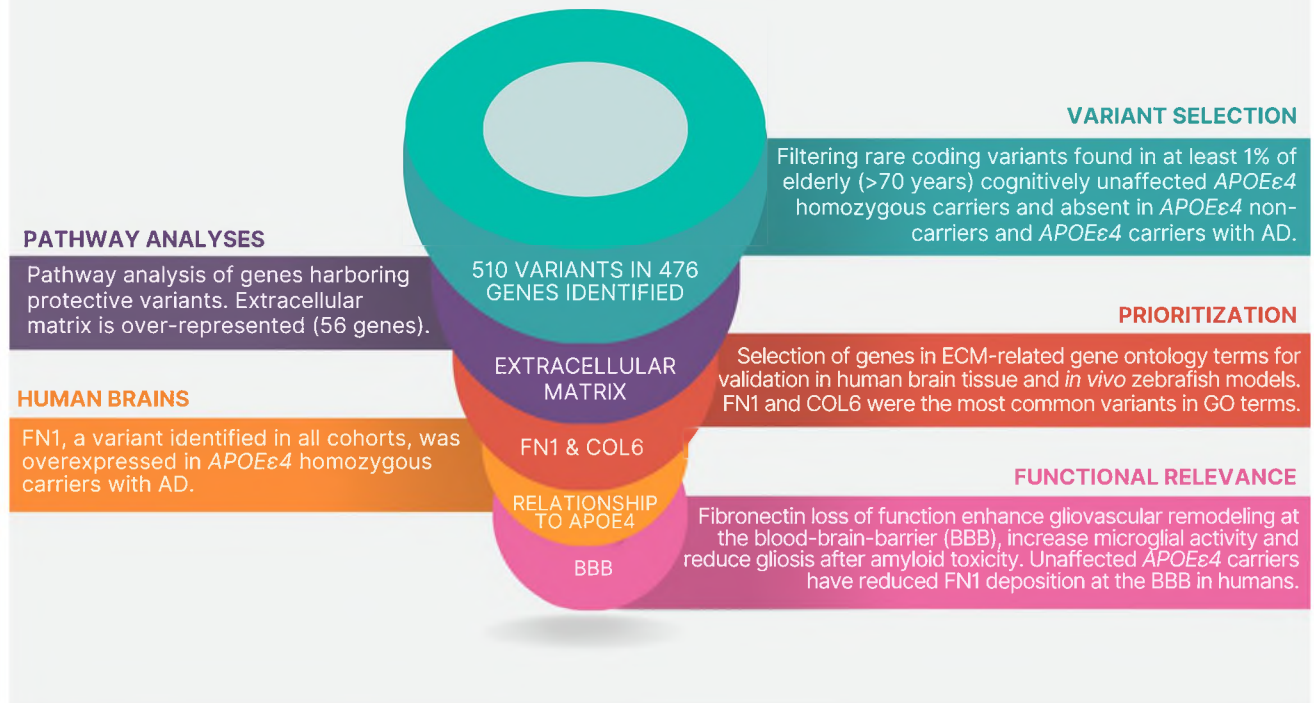 VARIANT SELECTION
Filtering rare coding variants found in at least 1% of
elderly (>70 years) cognitively unaffected APOEε4
homozygous carriers and absent in APOEε4 non-
carriers and APOEε4 carriers with AD.
510 VARIANTS IN 476
GENES IDENTIFIED
PATHWAY ANALYSES
Pathway analysis of genes harboring
protective variants. Extracellular
matrix is over-represented (56 genes).
EXTRACELLULAR
MATRIX
PRIORITIZATION
Selection of genes in ECM-related gene ontology terms for
validation in human brain tissue and in vivo zebrafish models.
FN1 and COL6 were the most common variants in GO terms.
FN1 & COL6
HUMAN BRAINS
FN1, a variant identified in all cohorts, was
overexpressed in APOEε4 homozygous
carriers with AD.
RELATIONSHIP
TO APOE4
FUNCTIONAL RELEVANCE
Fibronectin loss of function enhance gliovascular remodeling at
the blood-brain-barrier (BBB), increase microglial activity and
reduce gliosis after amyloid toxicity. Unaffected APOEε4 carriers
have reduced FN1 deposition at the BBB in humans.
BBB